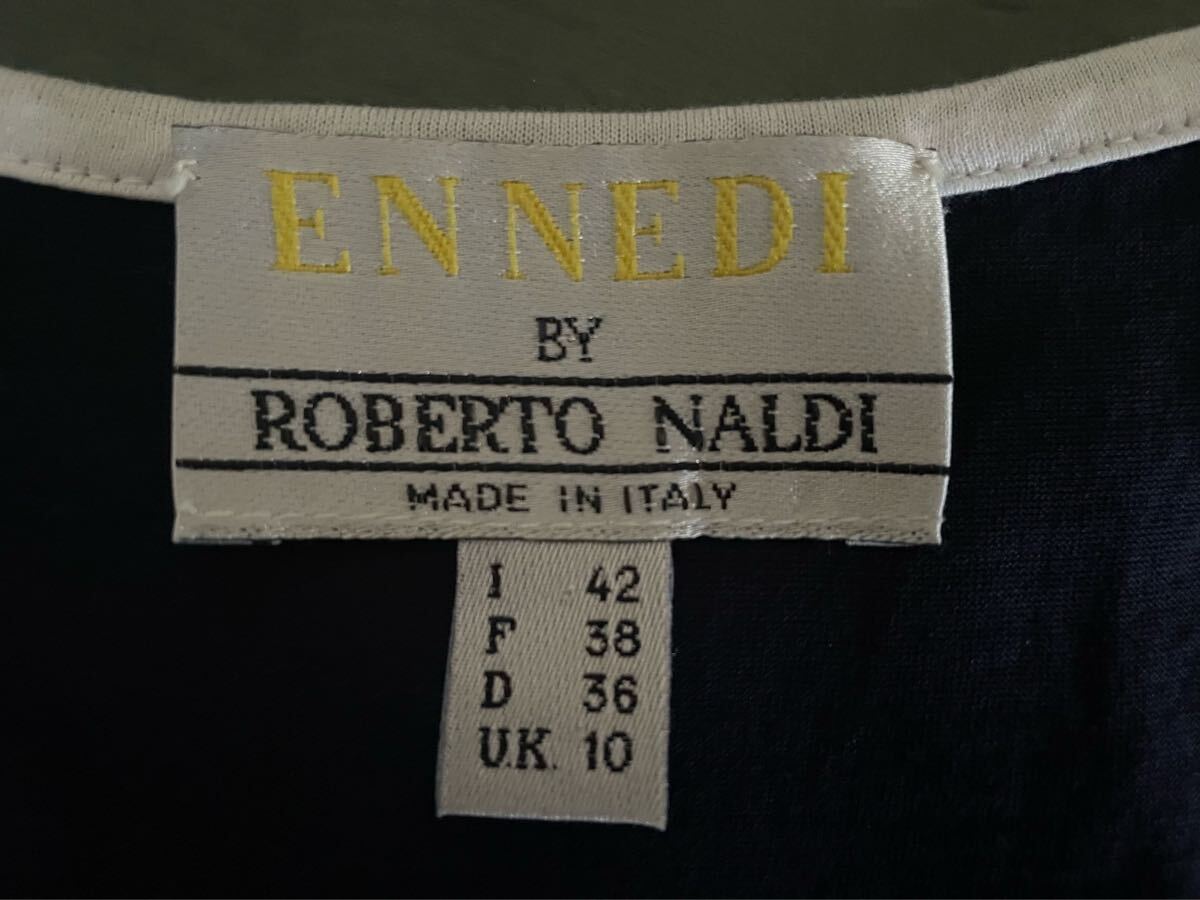 ENNEDI
BY
ROBERTO NALDI
MADE IN ITALY
I 42
F 38
D 36
U.K. 10